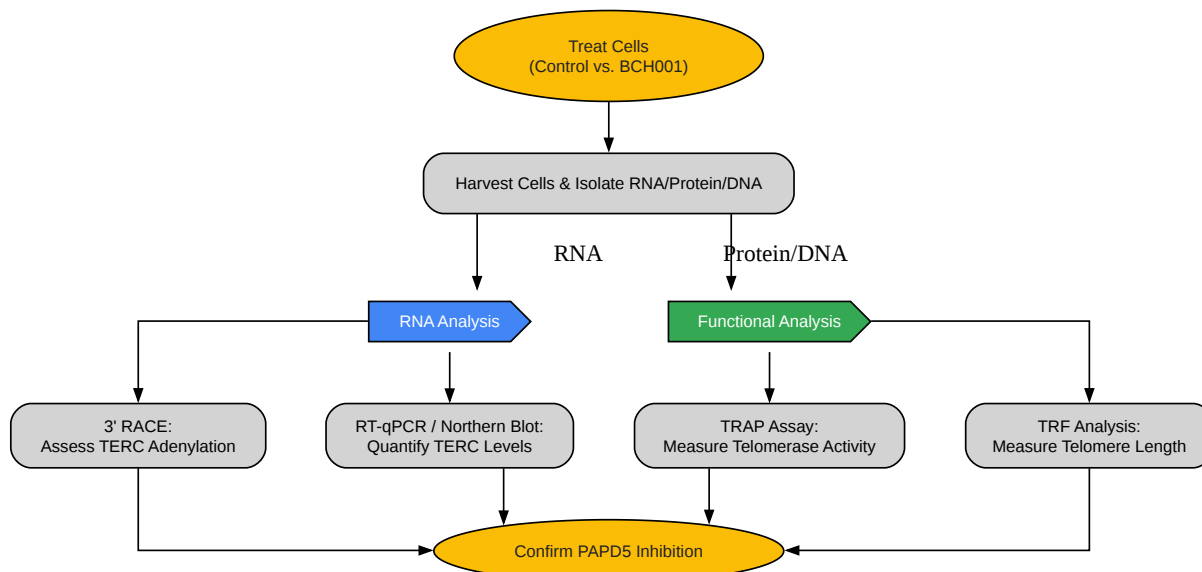 Treat Cells
(Control vs. BCH001)
Harvest Cells & Isolate RNA/Protein/DNA
RNA
Protein/DNA
RNA Analysis
Functional Analysis
3' RACE:
Assess TERC Adenylation
RT-qPCR / Northern Blot:
Quantify TERC Levels
TRAP Assay:
Measure Telomerase Activity
TRF Analysis:
Measure Telomere Length
Confirm PAPD5 Inhibition